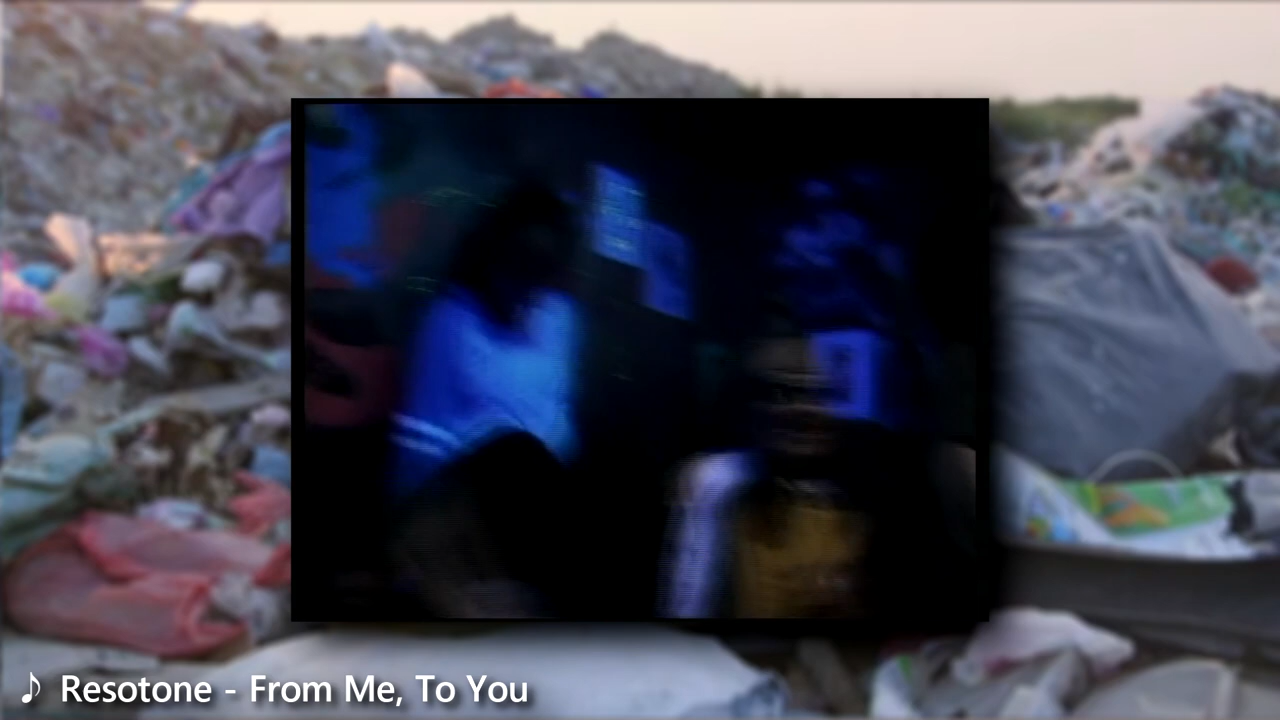 ♪ Resotone - From Me, To You